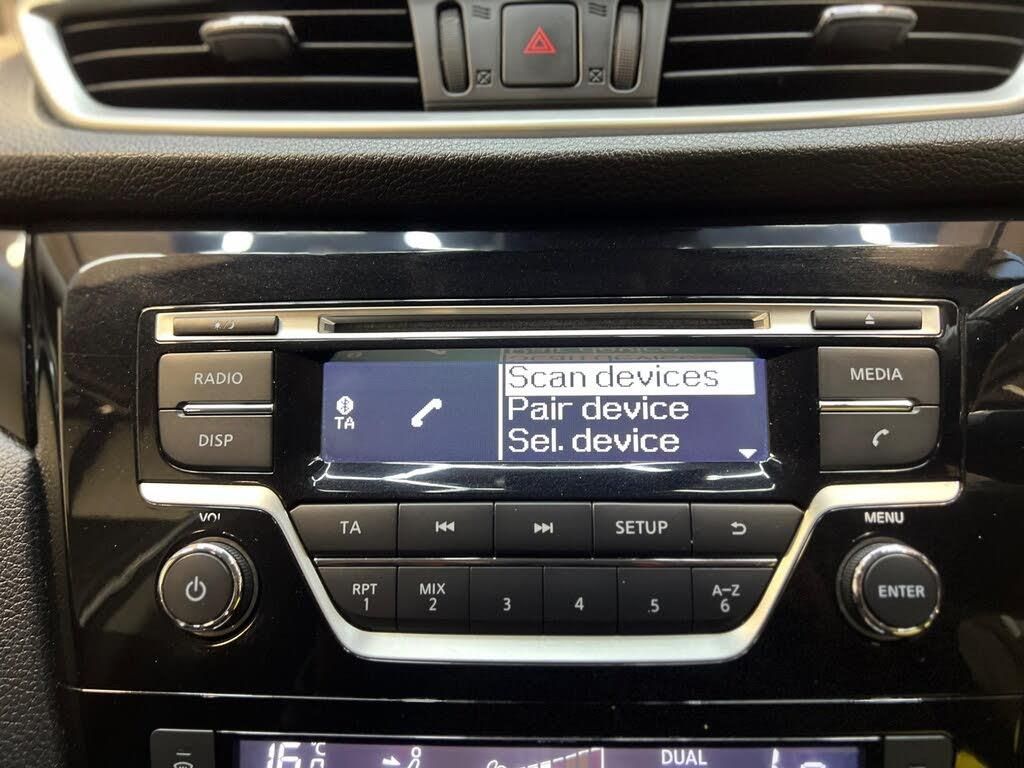 RADIO
MEDIA
Scan devices
Pair device
Sel. device
TA
DISP
VOL
TA
SETUP
MENU
RPT
1
MIX
2
3
4
5
A-Z
6
ENTER
16 °C
DUAL